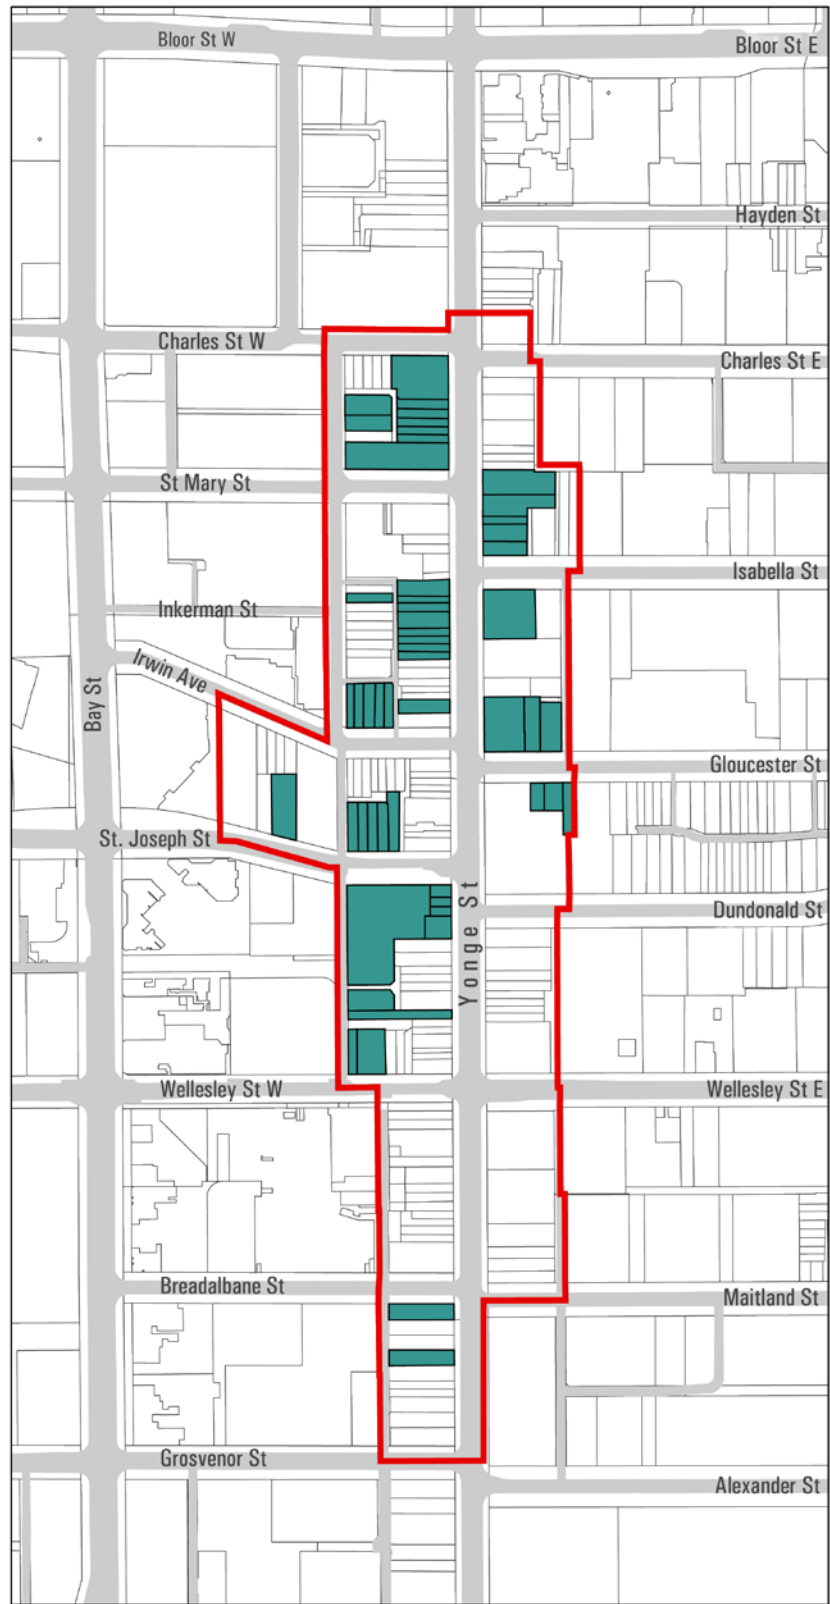 Bloor St W
Bloor St E
Hayden St
Charles St W
Charles St E
St Mary St
Isabella St
Inkerman St
Irwin Ave
Bay St
Gloucester St
St. Joseph St
Yonge St
Dundonald St
Wellesley St W
Wellesley St E
Breadalbane St
Maitland St
Grosvenor St
Alexander St